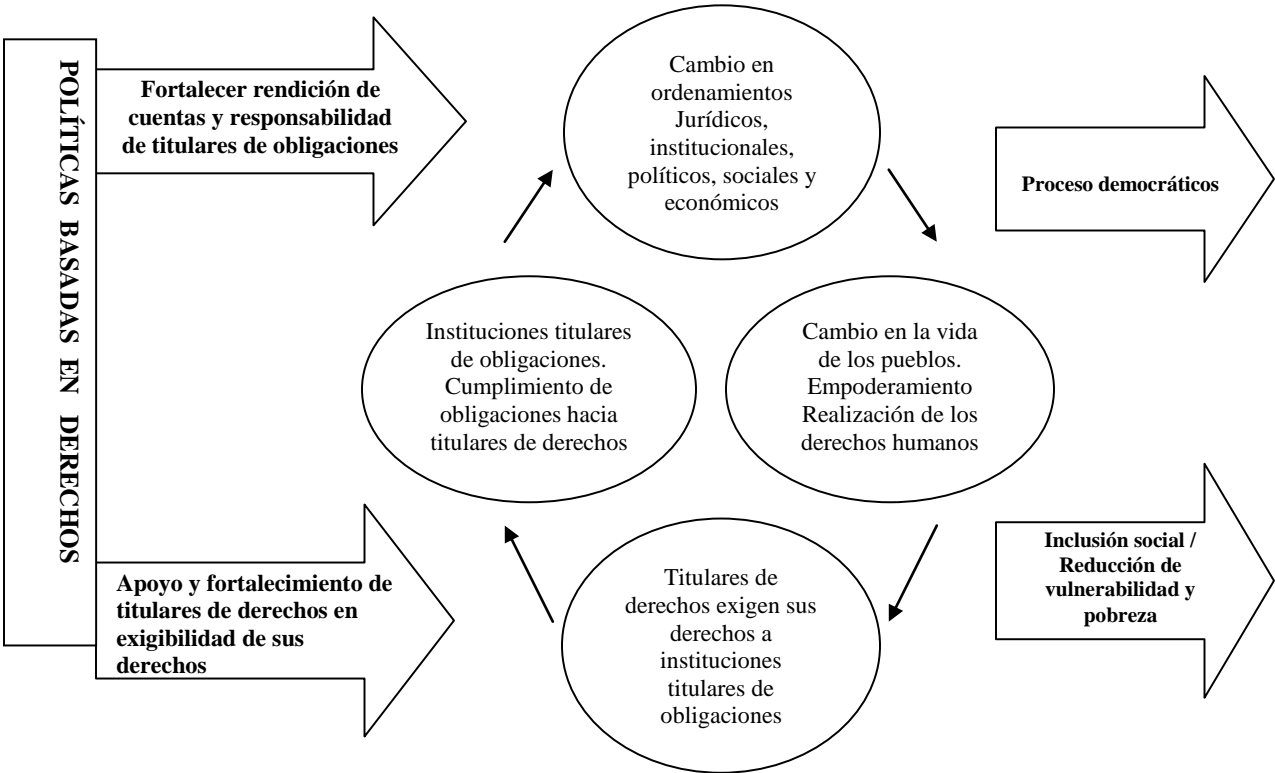 POLÍTICAS BASADAS EN DERECHOS
Fortalecer rendición de
cuentas y responsabilidad
de titulares de obligaciones
Cambio en
ordenamientos
Jurídicos,
institucionales,
políticos, sociales y
económicos
Proceso democráticos
Instituciones titulares
de obligaciones.
Cumplimiento de
obligaciones hacia
titulares de derechos
Cambio en la vida
de los pueblos.
Empoderamiento
Realización de los
derechos humanos
Apoyo y fortalecimiento de
titulares de derechos en
exigibilidad de sus
derechos
Titulares de
derechos exigen sus
derechos a
instituciones
titulares de
obligaciones
Inclusión social /
Reducción de
vulnerabilidad y
pobreza